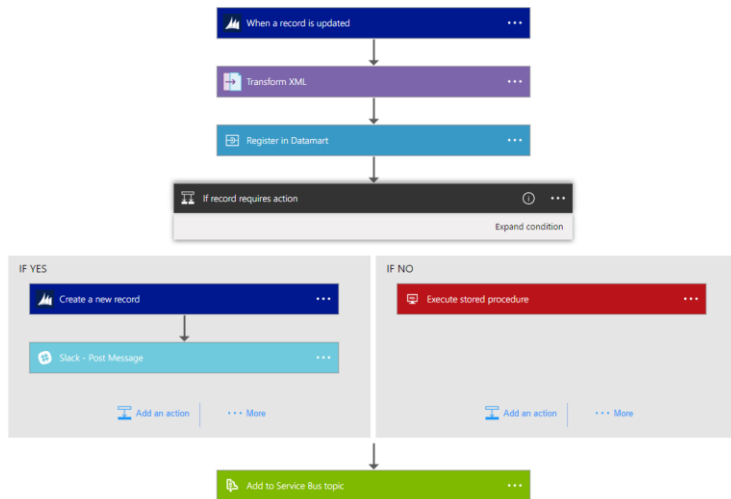 When a record is updated
Transform XML
Register in Datamart
If record requires action
Expand condition
IF YES
Create a new record
Slack - Post Message
Add an action
More
IF NO
Execute stored procedure
Add an action
More
Add to Service Bus topic